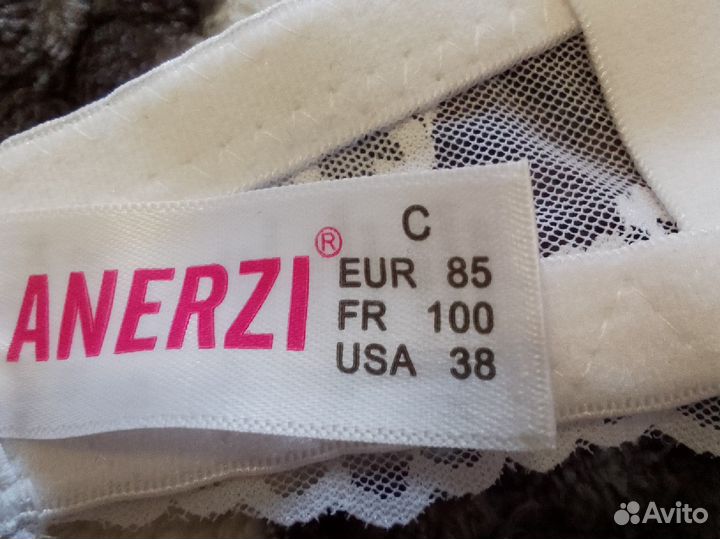 ANERZI®
C
EUR 85
FR 100
USA 38
Avito